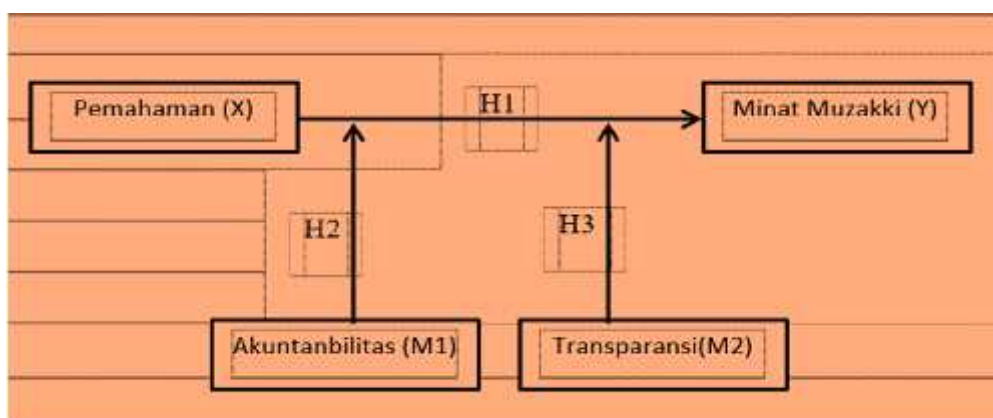 Pemahaman (X)
H1
Minat Muzakki (Y)
H2
H3
Akuntanbilitas (M1)
Transparansi(M2)